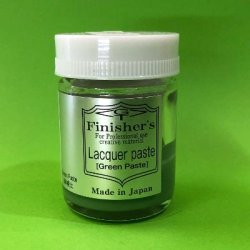 Finisher's
For Professional use
creative material
Lacquer paste
[Green Paste]
Made in Japan